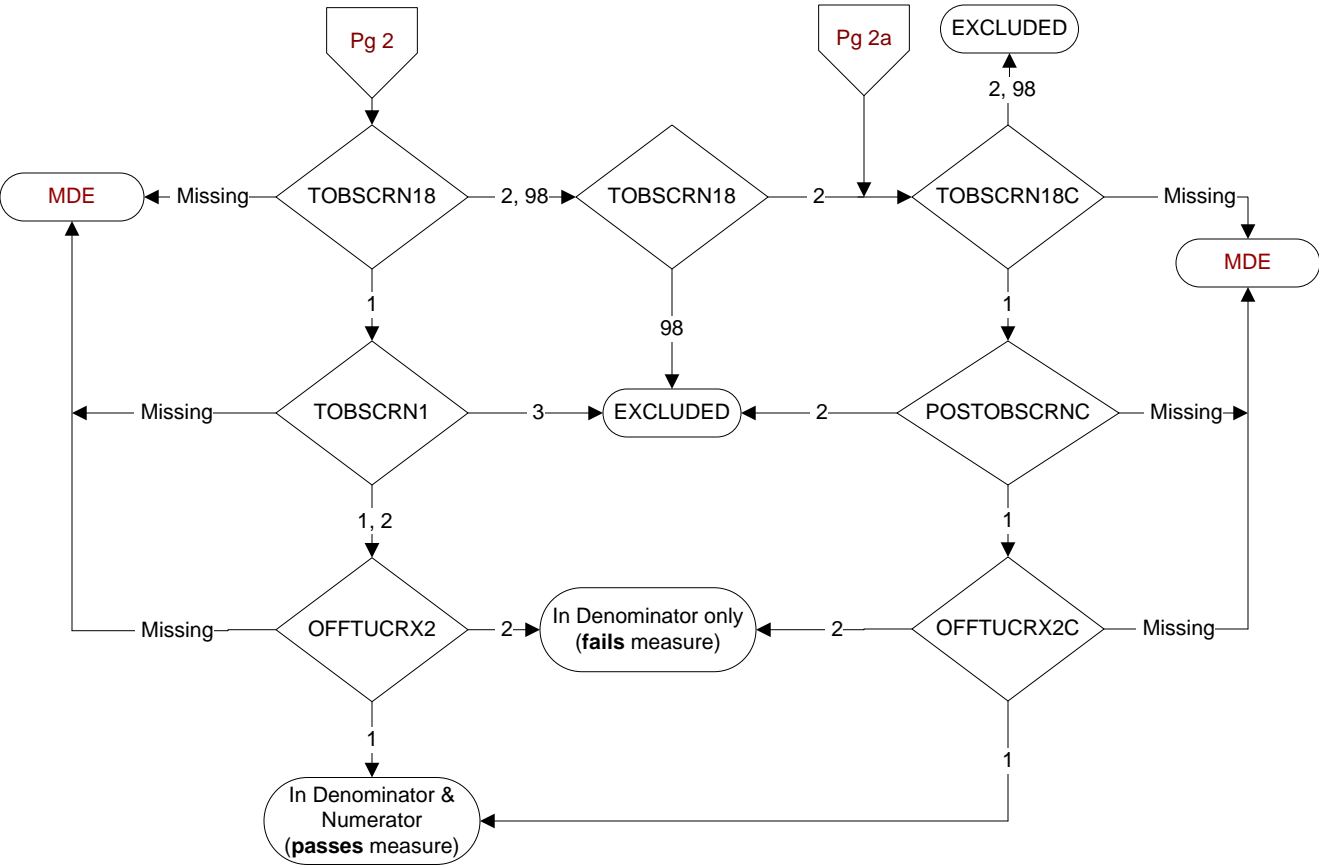 Pg 2
Pg 2a
EXCLUDED
2, 98
MDE
Missing
TOBSCRN18
2, 98
TOBSCRN18
2
TOBSCRN18C
Missing
MDE
1
98
1
Missing
TOBSCRN1
3
EXCLUDED
2
POSTOBSCRNC
Missing
1, 2
1
Missing
OFFTUCRX2
2
In Denominator only
(fails measure)
2
OFFTUCRX2C
Missing
1
1
In Denominator &
Numerator
(passes measure)